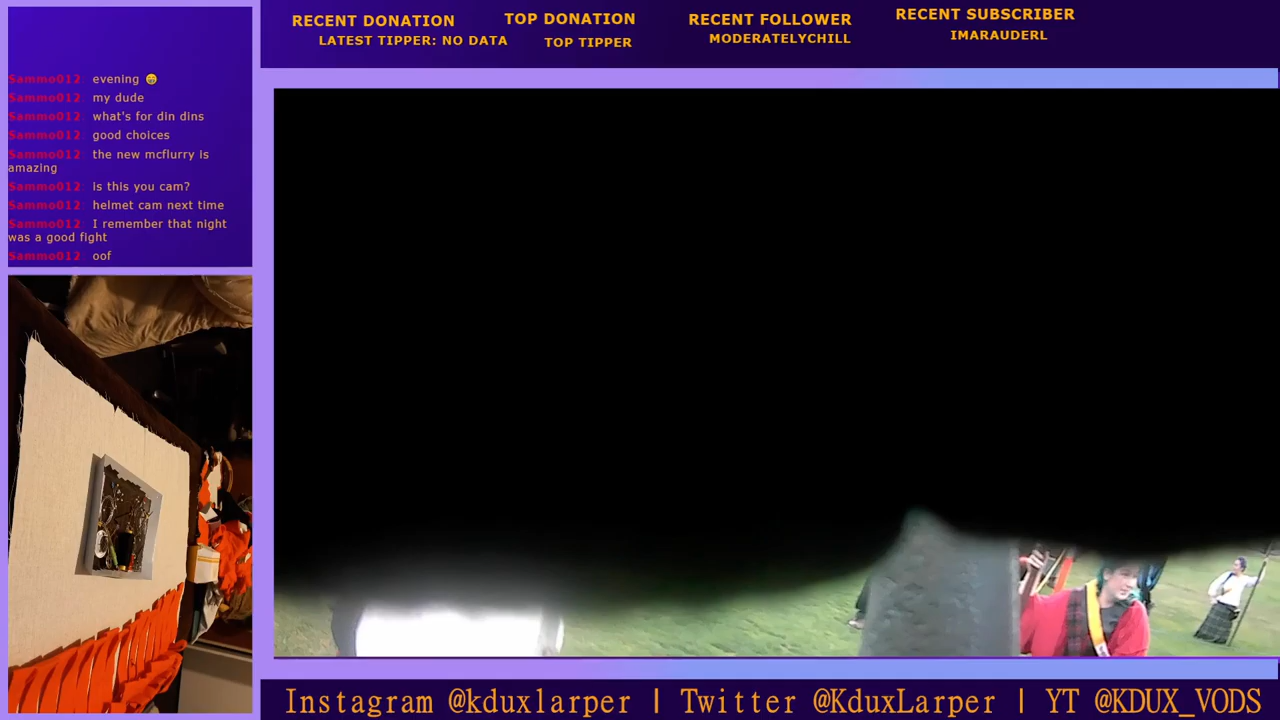 RECENT DONATION
LATEST TIPPER: NO DATA
TOP DONATION
TOP TIPPER
RECENT FOLLOWER
MODERATELYCHILL
RECENT SUBSCRIBER
IMARAUDERL
Sammo012 evening 😁
Sammo012 my dude
Sammo012 what's for din dins
Sammo012 good choices
Sammo012 the new mcflurry is
amazing
Sammo012 is this you cam?
Sammo012 helmet cam next time
Sammo012 I remember that night
was a good fight
Sammo012 oof
Instagram @kduxlarper | Twitter @KduxLarper | YT @KDUX_VODS